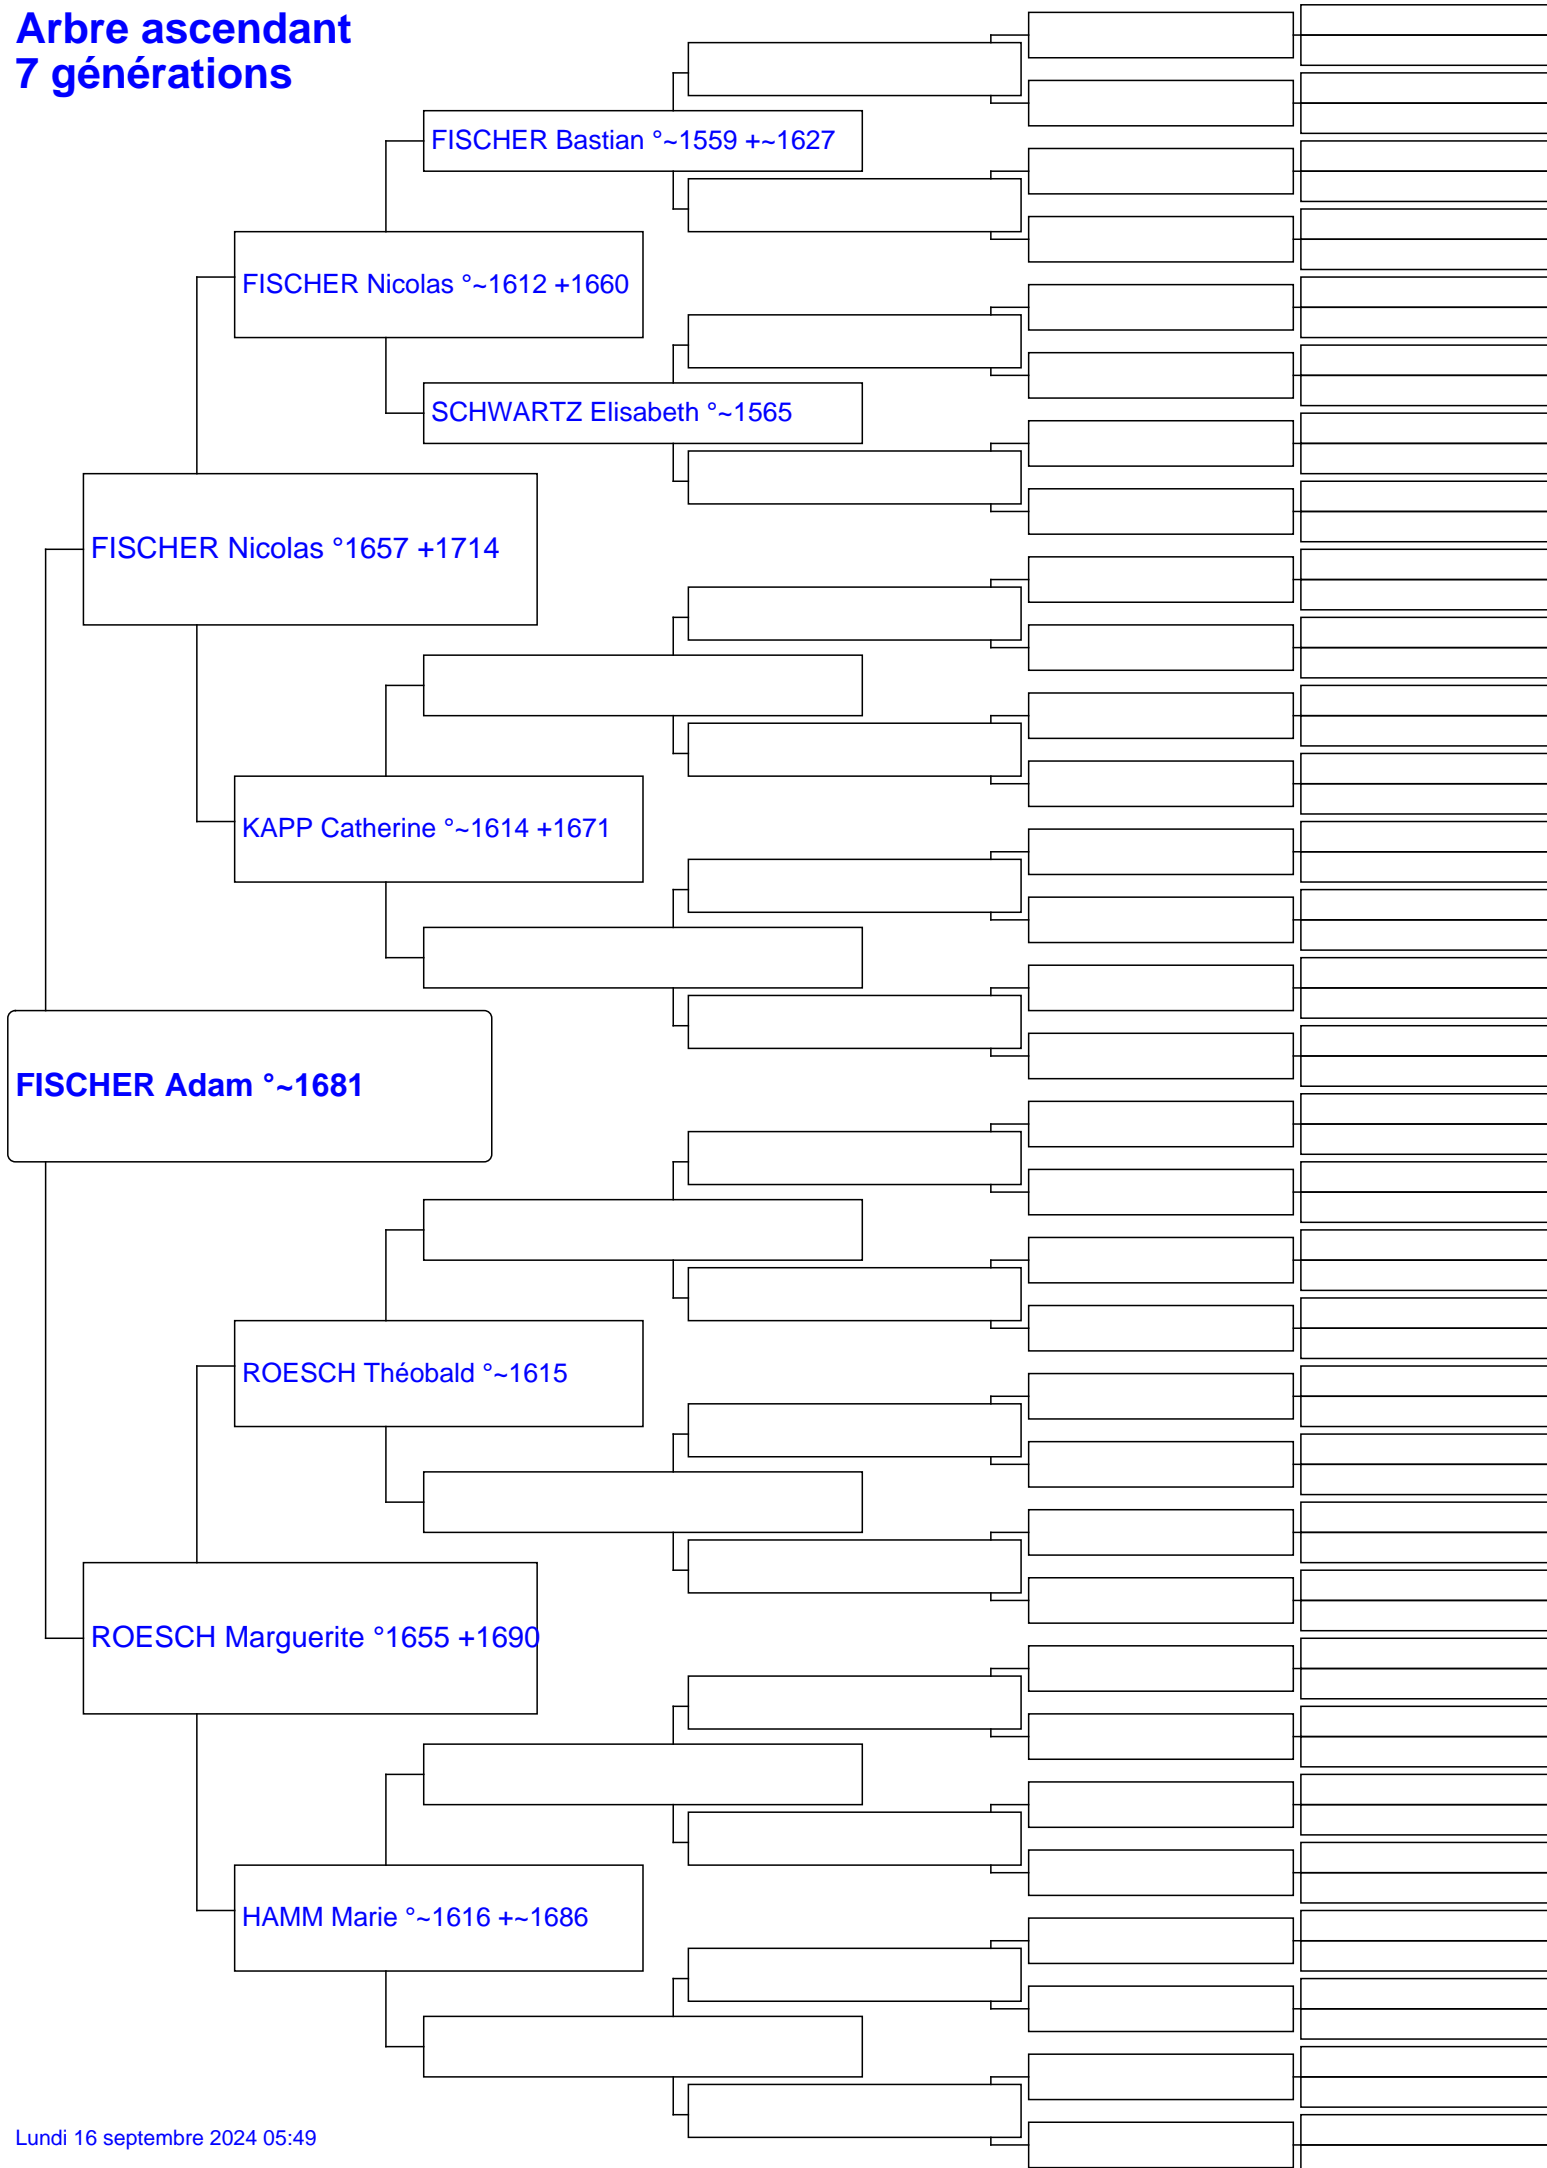 Arbre ascendant
7 générations
FISCHER Bastian °~1559 +~1627
FISCHER Nicolas °~1612 +1660
SCHWARTZ Elisabeth °~1565
FISCHER Nicolas °1657 +1714
KAPP Catherine °~1614 +1671
FISCHER Adam °~1681
ROESCH Théobald °~1615
ROESCH Marguerite °1655 +1690
HAMM Marie °~1616 +~1686
Lundi 16 septembre 2024 05:49